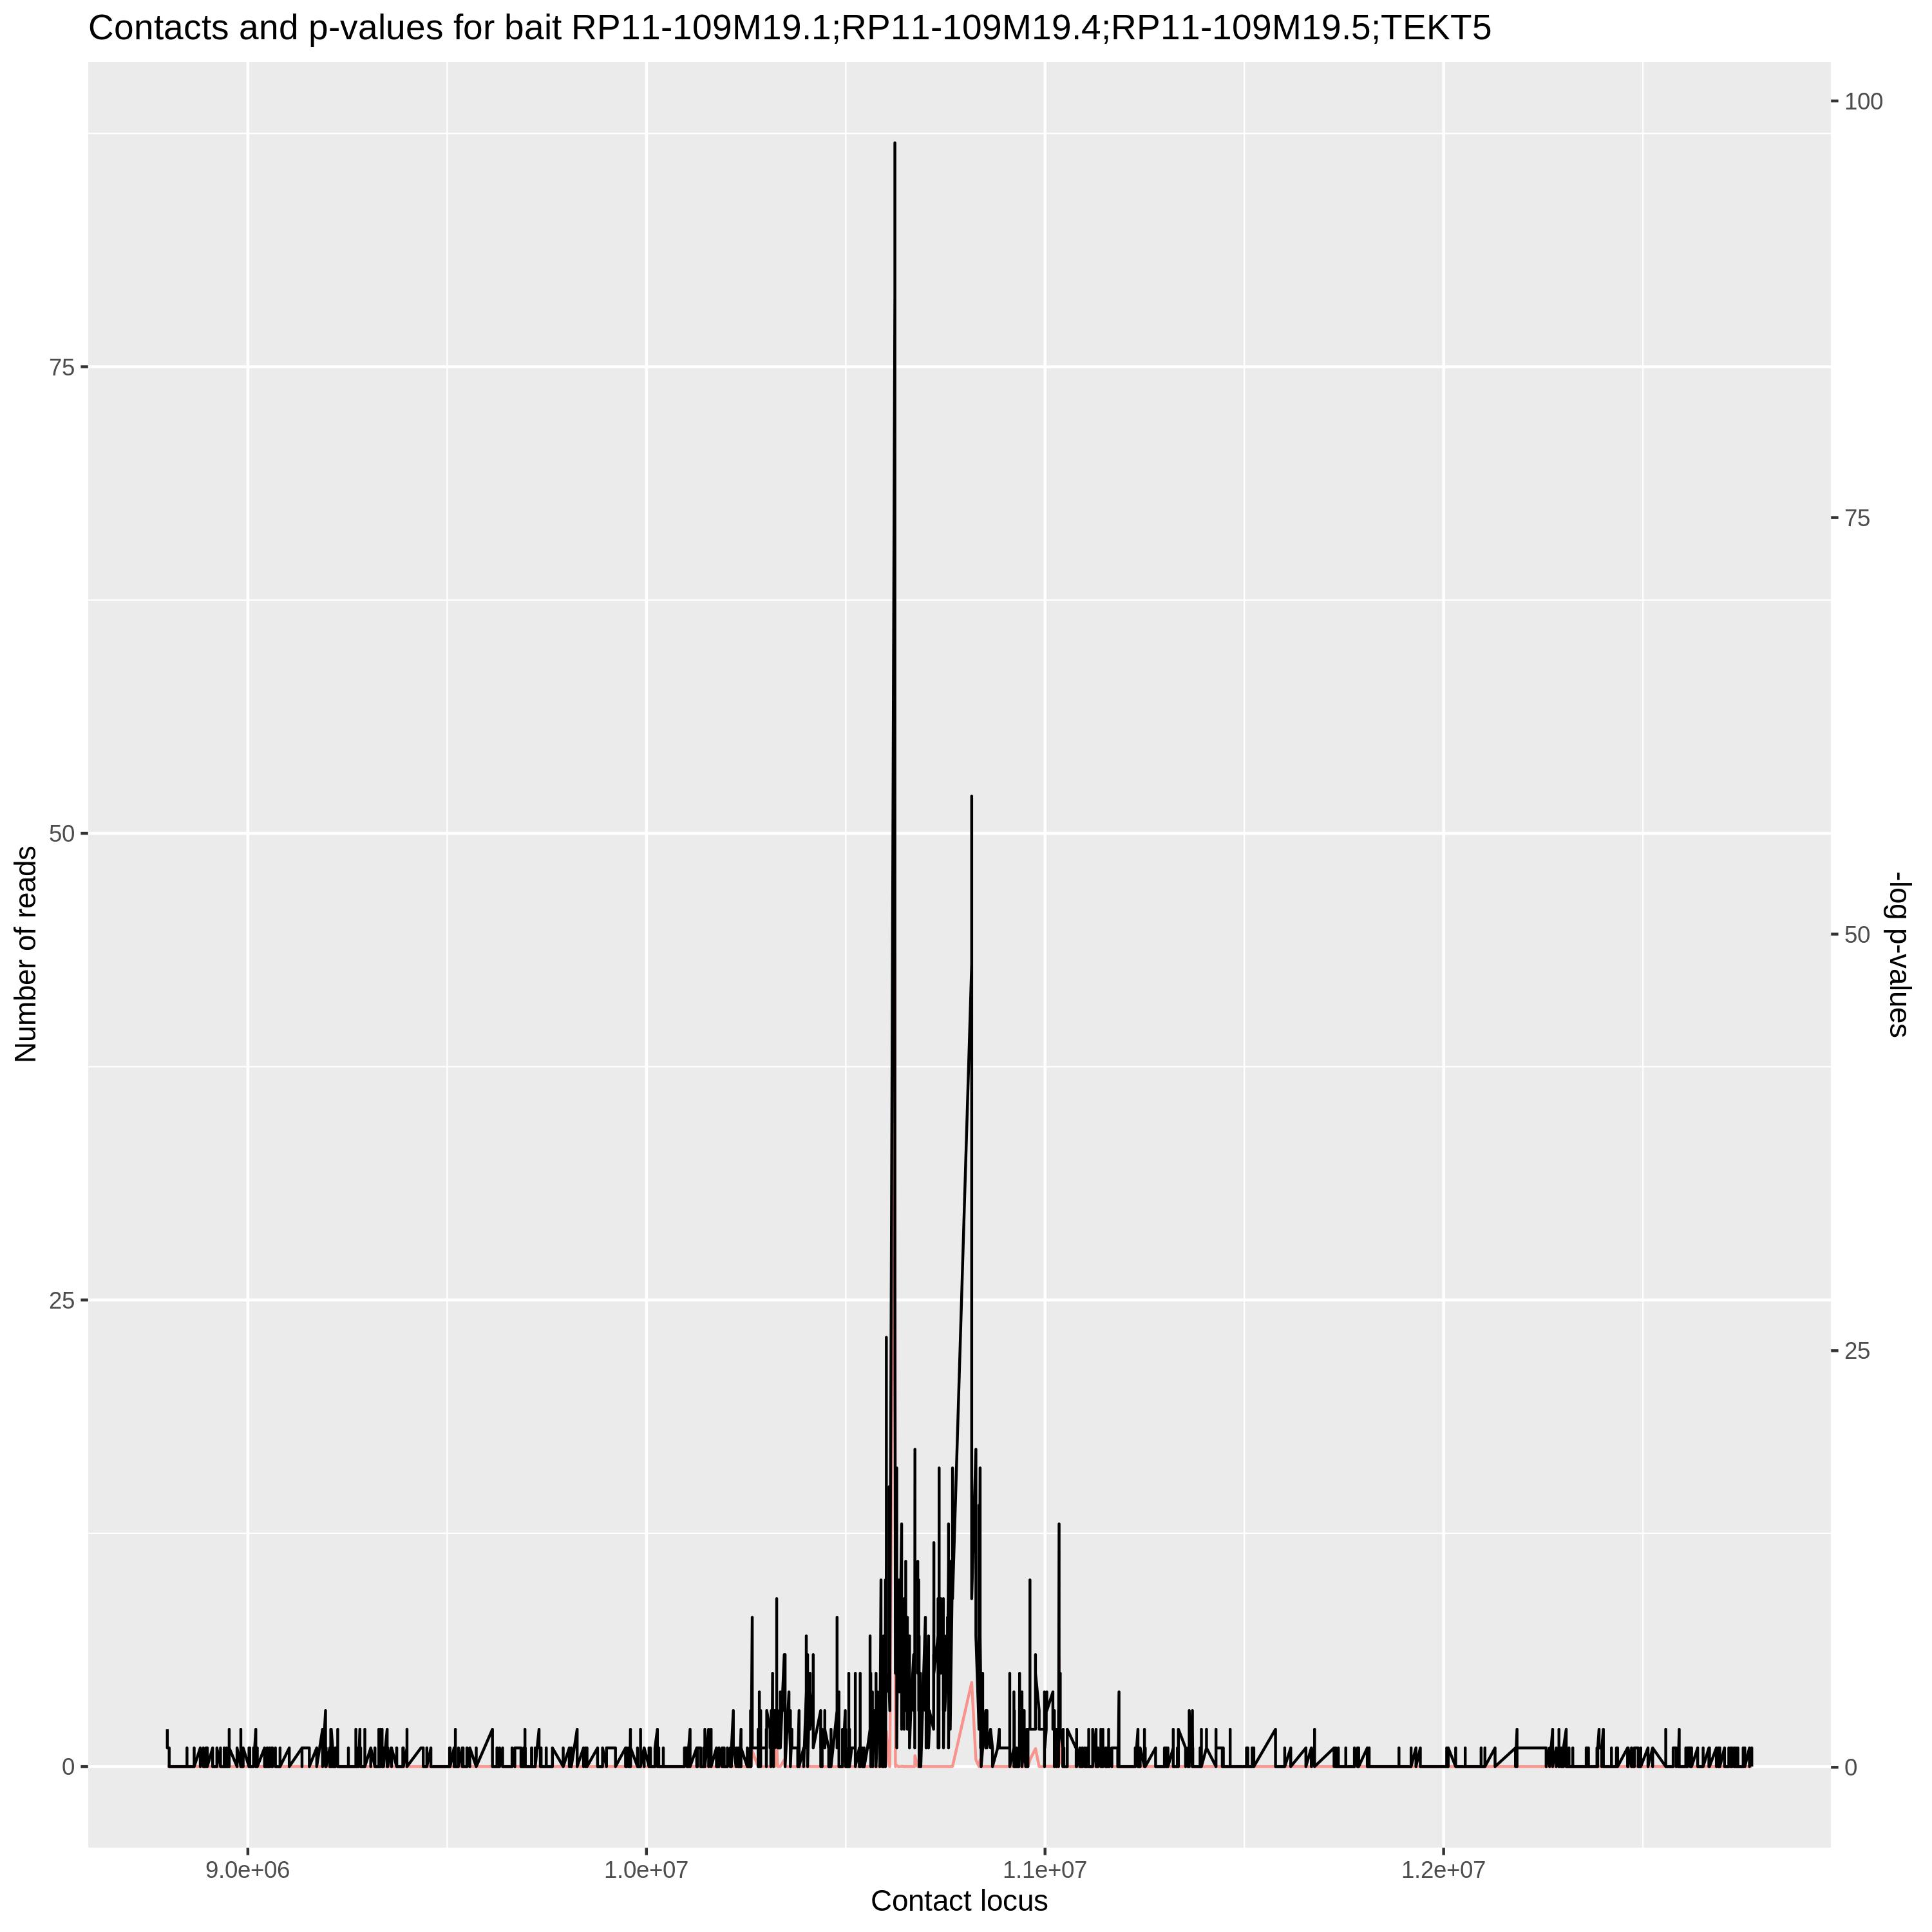 Contacts and p-values for bait RP11-109M19.1;RP11-109M19.4;RP11-109M19.5;TEKT5
100
75
75
50
50
25
25
0
0
Number of reads
-log p-values
9.0e+06 1.0e+07 1.1e+07 1.2e+07
Contact locus